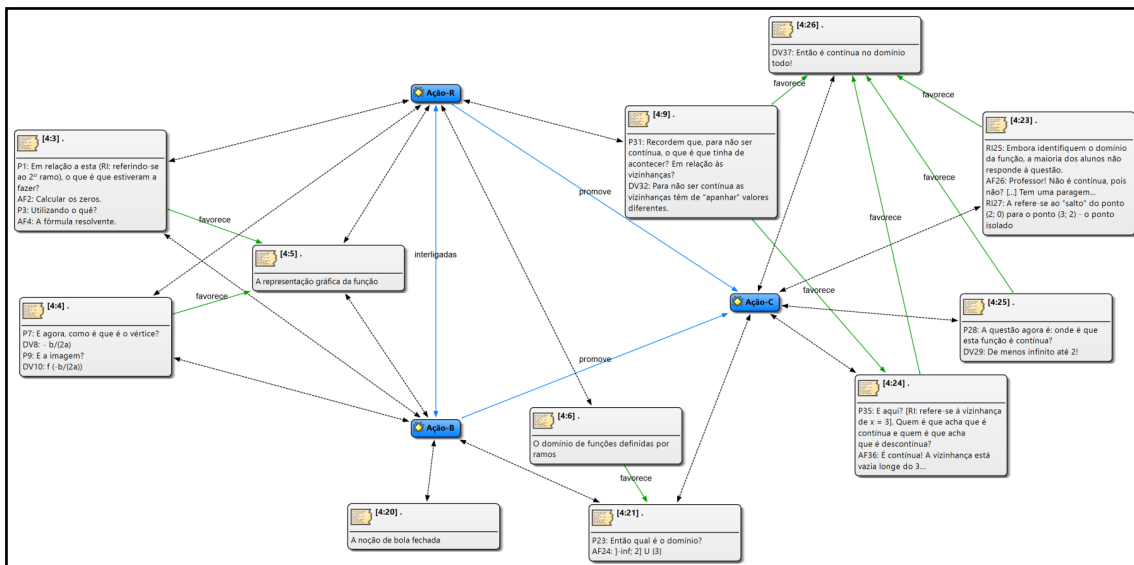 [4:26] .
DV37: Então é contínua no domínio
todo!
favorece
favorece
Ação-R
[4:9] .
P31: Recordem que, para não ser
contínua, o que é que tinha de
acontecer? Em relação às
vizinhanças?
DV32: Para não ser contínua as
vizinhanças têm de "apanhar" valores
diferentes.
[4:23] .
RI25: Embora identifiquem o domínio
da função, a maioria dos alunos não
responde à questão.
AF26: Professor! Não é contínua, pois
não? [...] Tem uma paragem...
RI27: A refere-se ao "salto" do ponto
(2; 0) para o ponto (3; 2) - o ponto
isolado
[4:3] .
P1: Em relação a esta (RI: referindo-se
ao 2º ramo), o que é que estiveram a
fazer?
AF2: Calcular os zeros.
P3: Utilizando o quê?
AF4: A fórmula resolvente.
favorece
promove
favorece
favorece
interligadas
[4:5] .
A representação gráfica da função
favorece
favorece
[4:4] .
P7: E agora, como é que é o vértice?
DV8: - b/(2a)
P9: E a imagem?
DV10: f (-b/(2a))
Ação-C
[4:25] .
P28: A questão agora é: onde é que
esta função é contínua?
DV29: De menos infinito até 2!
promove
[4:24] .
P35: E aqui? [RI: refere-se à vizinhança
de x = 3]. Quem é que acha que é
contínua e quem é que acha
que é descontínua?
AF36: É contínua! A vizinhança está
vazia longe do 3...
Ação-B
[4:6] .
O domínio de funções definidas por
ramos
favorece
[4:20] .
A noção de bola fechada
[4:21] .
P23: Então qual é o domínio?
AF24: ]-inf; 2] U (3)